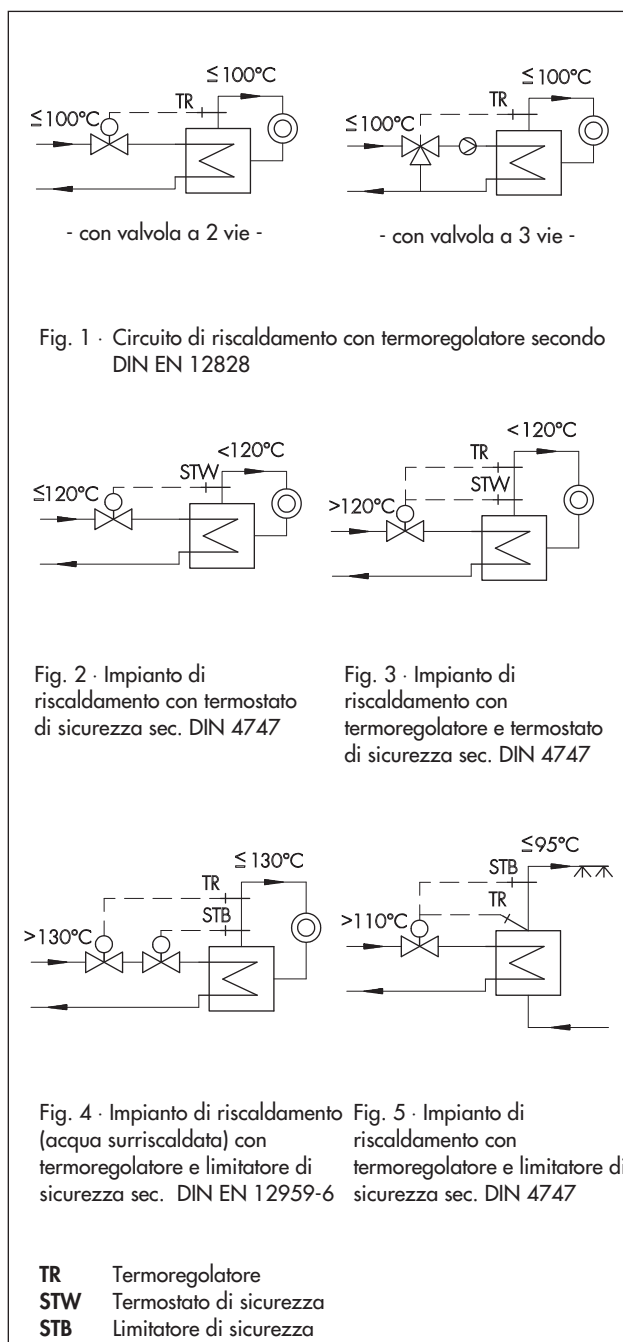 ≤100°C
TR
≤100°C
- con valvola a 2 vie -
≤100°C
TR
≤100°C
- con valvola a 3 vie -
Fig. 1 · Circuito di riscaldamento con termoregolatore secondo
DIN EN 12828
<120°C
STW
≤120°C
<120°C
TR
STW
>120°C
Fig. 2 · Impianto di
riscaldamento con termostato
di sicurezza sec. DIN 4747
Fig. 3 · Impianto di
riscaldamento con
termoregolatore e termostato
di sicurezza sec. DIN 4747
≤130°C
TR
STB
>130°C
≤95°C
STB
TR
>110°C
Fig. 4 · Impianto di riscaldamento
(acqua surriscaldata) con
termoregolatore e limitatore di
sicurezza sec. DIN EN 12959-6
Fig. 5 · Impianto di
riscaldamento con
termoregolatore e limitatore di
sicurezza sec. DIN 4747
TR Termoregolatore
STW Termostato di sicurezza
STB Limitatore di sicurezza